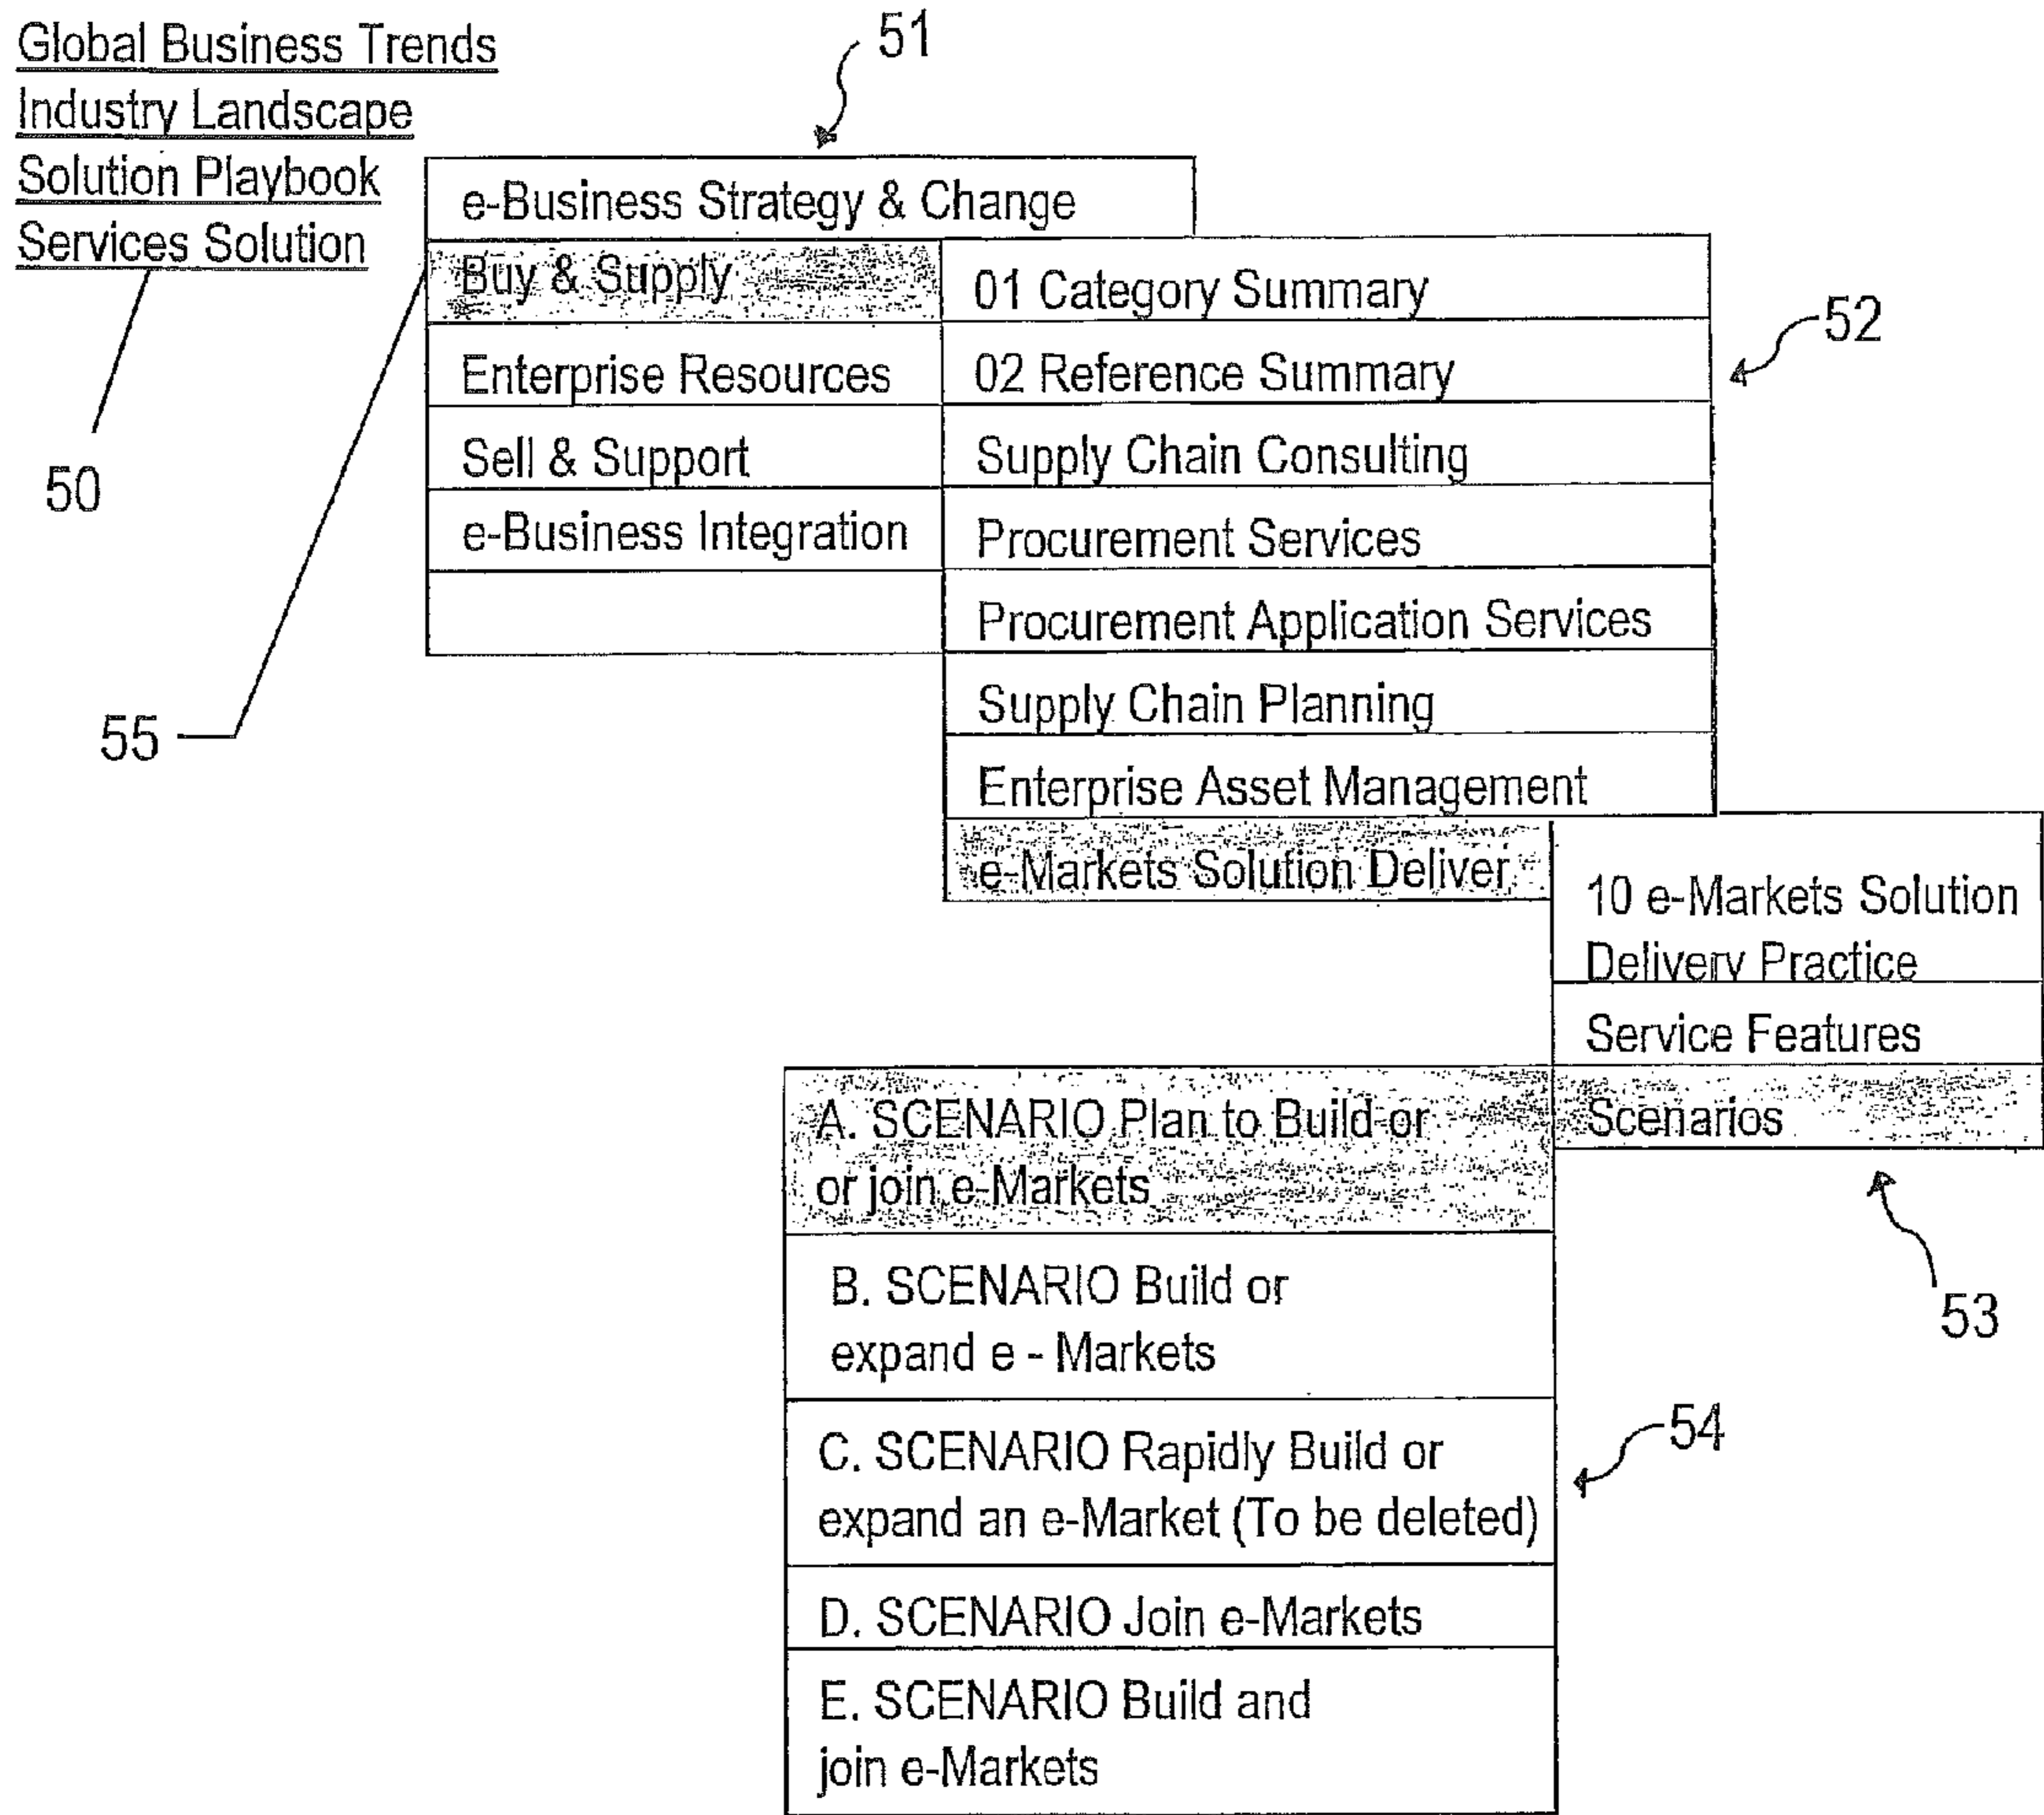 Global Business Trends
Industry Landscape
Solution Playbook
Services Solution
50
51
e-Business Strategy & Change
Buy & Supply
Enterprise Resources
Sell & Support
e-Business Integration
55
52
01 Category Summary
02 Reference Summary
Supply Chain Consulting
Procurement Services
Procurement Application Services
Supply Chain Planning
Enterprise Asset Management
e-Markets Solution Deliver
10 e-Markets Solution
Delivery Practice
Service Features
Scenarios
53
A. SCENARIO Plan to Build or
or join e-Markets
B. SCENARIO Build or
expand e - Markets
C. SCENARIO Rapidly Build or
expand an e-Market (To be deleted)
D. SCENARIO Join e-Markets
E. SCENARIO Build and
join e-Markets
54